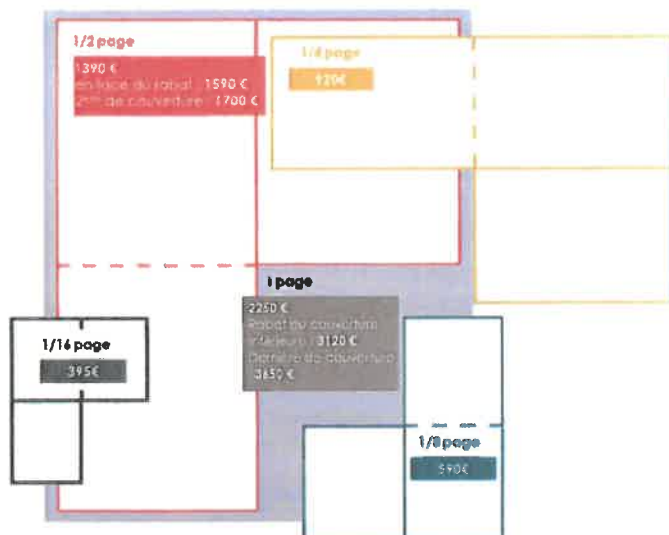 1/2 page
1390 €
en face du rabat : 1590 €
2ème de couverture : 1700 €
1/4 page
920€
1 page
2250 €
Rabat de couverture
intérieure : 3120 €
Dernière de couverture
: 3650 €
1/16 page
395€
1/8 page
590€